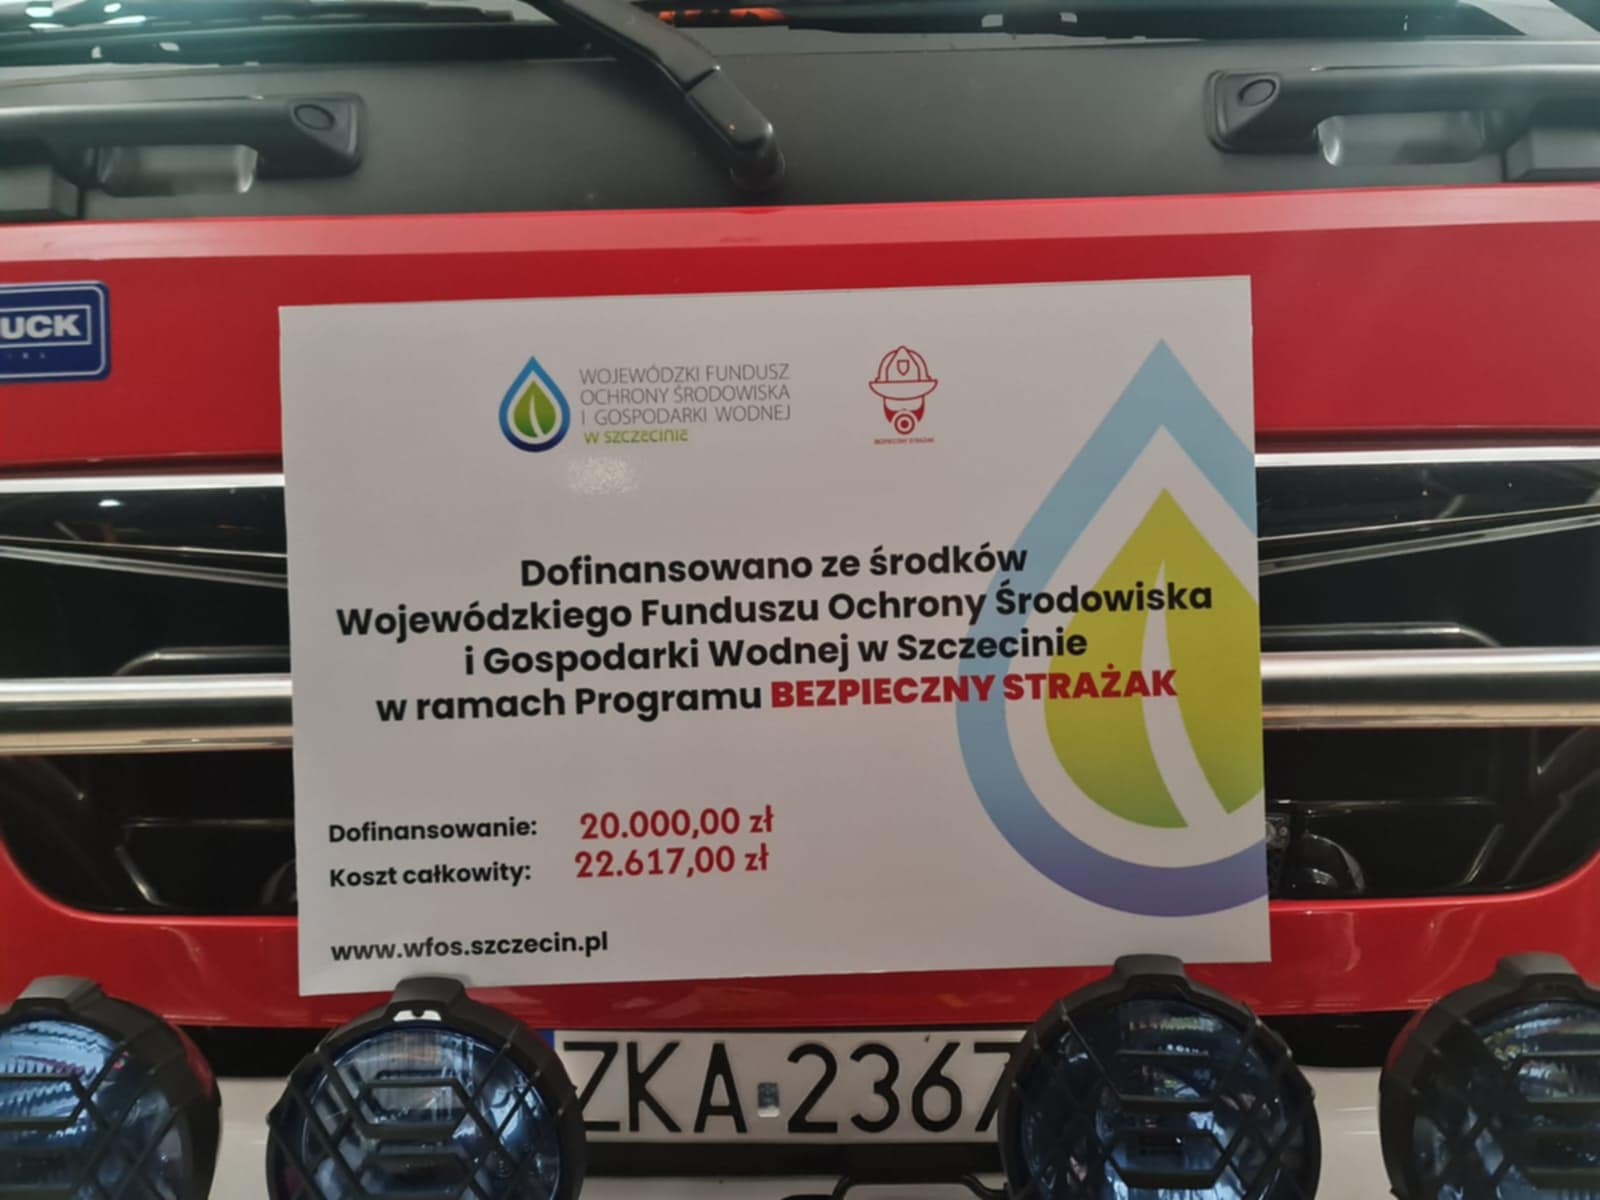 UCK
WOJEWÓDZKI FUNDUSZ
OCHRONY ŚRODOWISKA
I GOSPODARKI WODNEJ
W SZCZECINIE
BEZPIECZNY STRAŻAK
Dofinansowano ze środków
Wojewódzkiego Funduszu Ochrony Środowiska
i Gospodarki Wodnej w Szczecinie
w ramach Programu BEZPIECZNY STRAŻAK
Dofinansowanie: 20.000,00 zł
Koszt całkowity: 22.617,00 zł
www.wfos.szczecin.pl
ZKA 2367